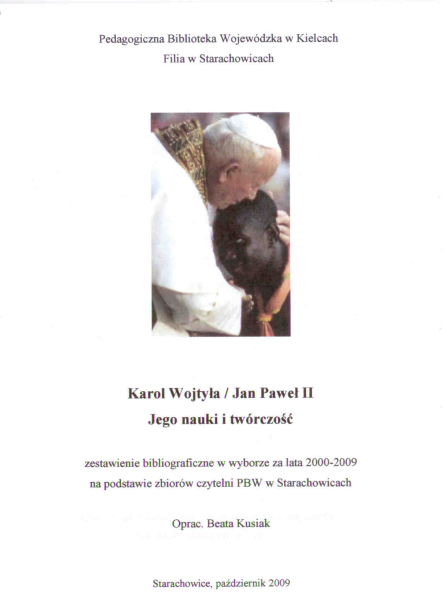 Pedagogiczna Biblioteka Wojewódzka w Kielcach
Filia w Starachowicach
Karol Wojtyła / Jan Paweł II
Jego nauki i twórczość
zestawienie bibliograficzne w wyborze za lata 2000-2009
na podstawie zbiorów czytelni PBW w Starachowicach
Oprac. Beata Kusiak
Starachowice, październik 2009